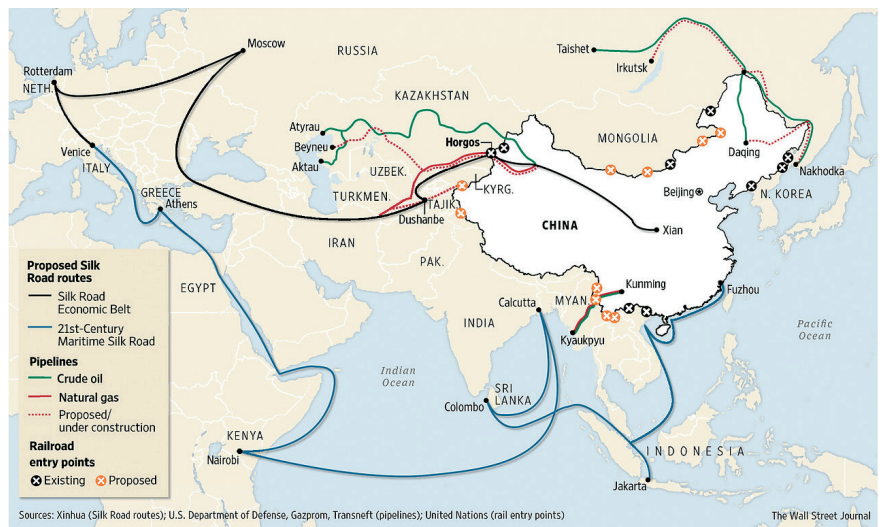 Moscow
RUSSIA
Taishet
Irkutsk
Rotterdam
NETH.
KAZAKHSTAN
Atyrau
Beyneu
Aktau
Horgos
MONGOLIA
Daqing
Nakhodka
Venice
ITALY
UZBEK.
TURKMEN.
KYRG.
TAJIK.
Dushanbe
Beijing
N. KOREA
GREECE
Athens
CHINA
Xian
IRAN
PAK.
EGYPT
Kunming
Fuzhou
Calcutta
MYAN.
INDIA
Kyaukpyu
Pacific
Ocean
Indian
Ocean
SRI
LANKA
Colombo
KENYA
Nairobi
INDONESIA
Jakarta
Proposed Silk
Road routes
Silk Road
Economic Belt
21st-Century
Maritime Silk Road
Pipelines
Crude oil
Natural gas
Proposed/
under construction
Railroad
entry points
Existing Proposed
Sources: Xinhua (Silk Road routes); U.S. Department of Defense, Gazprom, Transneft (pipelines); United Nations (rail entry points)
The Wall Street Journal